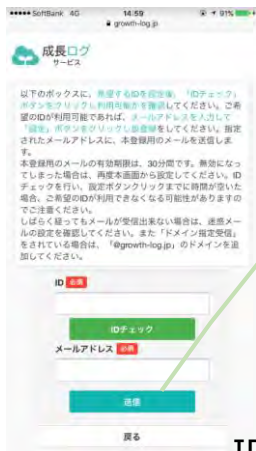 SoftBank 4G 14:59 91%
growth-log.jp
成長ログ
サービス
以下のボックスに、希望するIDを設定後、「IDチェック」
ボタンをクリックし利用可能かを確認してください。ご希
望のIDが利用可能であれば、メールアドレスを入力して
「設定」ボタンをクリックし仮登録をしてください。指定
されたメールアドレスに、本登録用のメールを送信しま
す。
本登録用のメールの有効期限は、30分間です。無効になっ
てしまった場合は、再度本画面から設定してください。ID
チェックを行い、設定ボタンクリックまでに時間が空いた
場合、ご希望のIDが利用できなくなる可能性がありますの
でご注意ください。
しばらく経ってもメールが受信出来ない場合は、迷惑メー
ルの設定を確認してください。また「ドメイン指定受信」
をされている場合は、「@growth-log.jp」のドメインを追
加してください。
ID 必須
IDチェック
メールアドレス 必須
送信
戻る